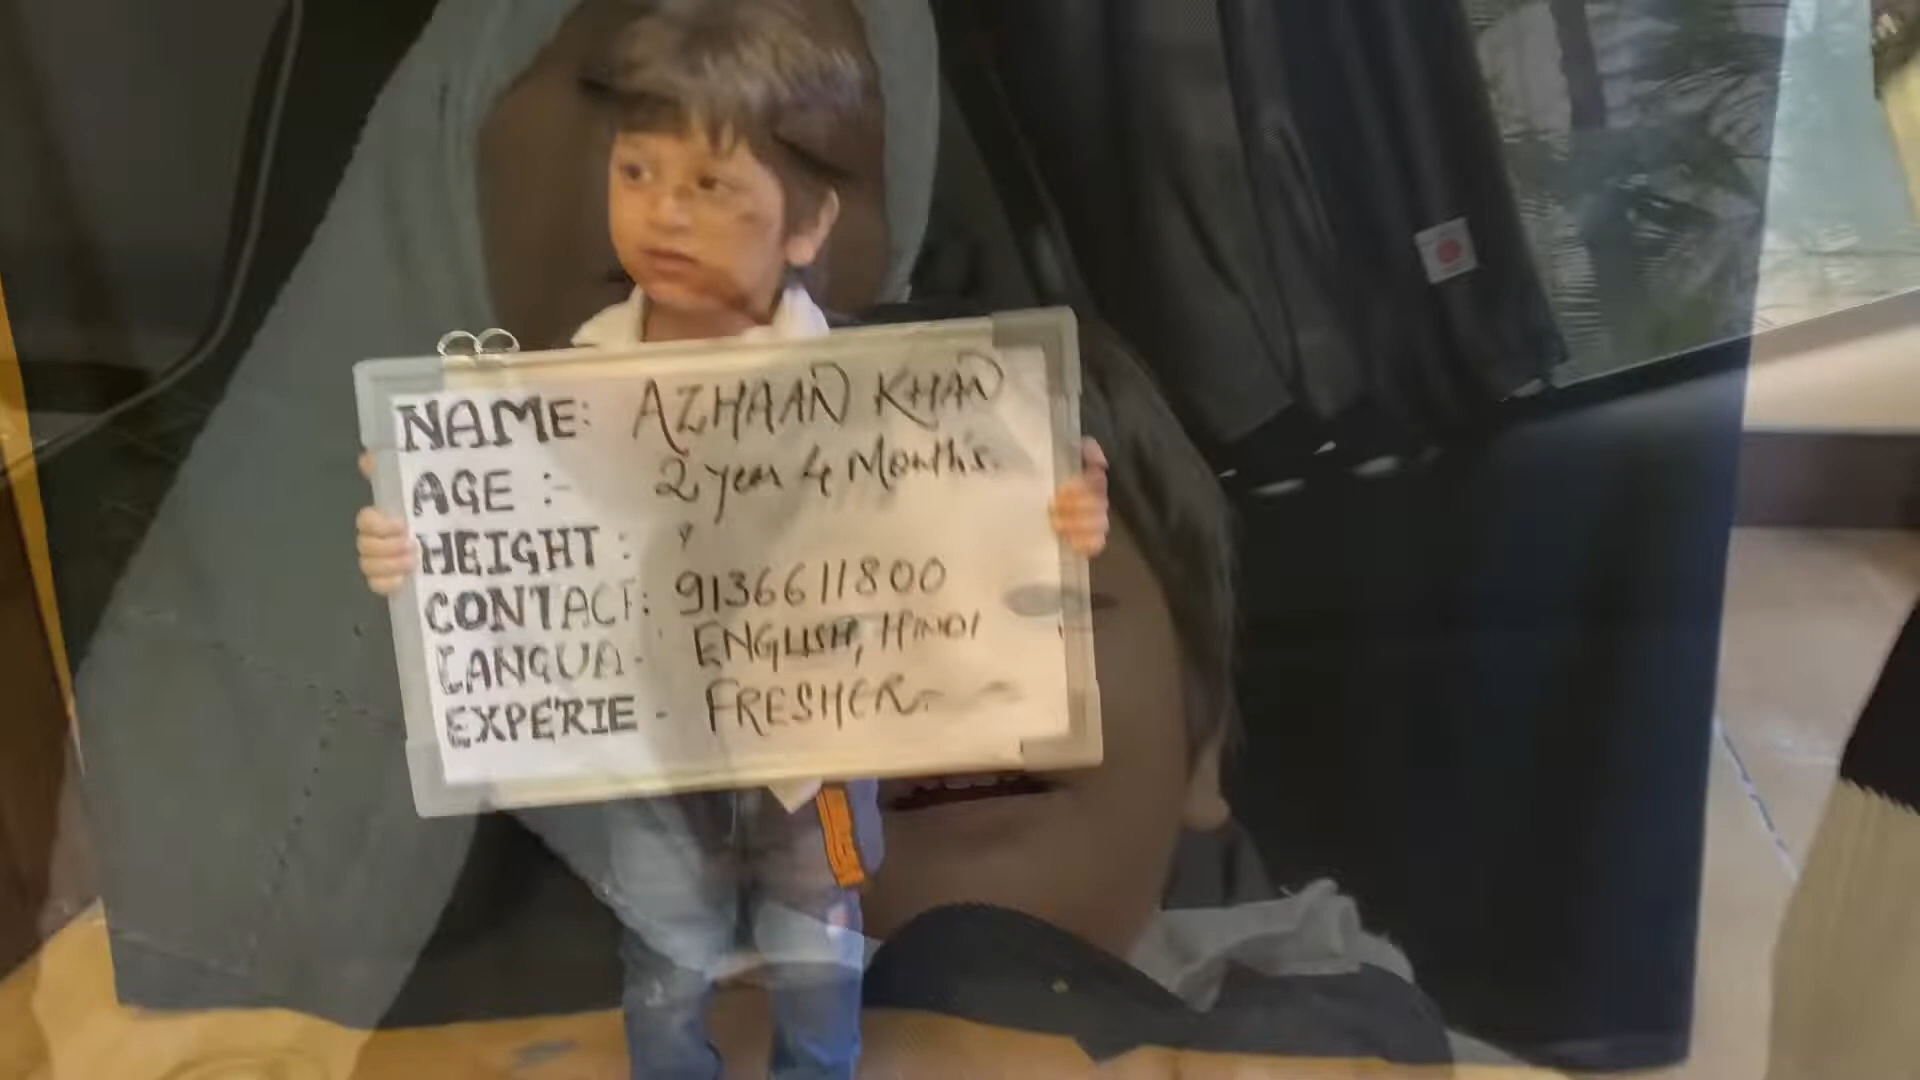 NAME: AZHAAN KHAN
AGE :- 2 year 4 Months.
HEIGHT :
CONTACT: 9136611800
LANGUA - ENGLISH, HINDI
EXPERIE - FRESHER